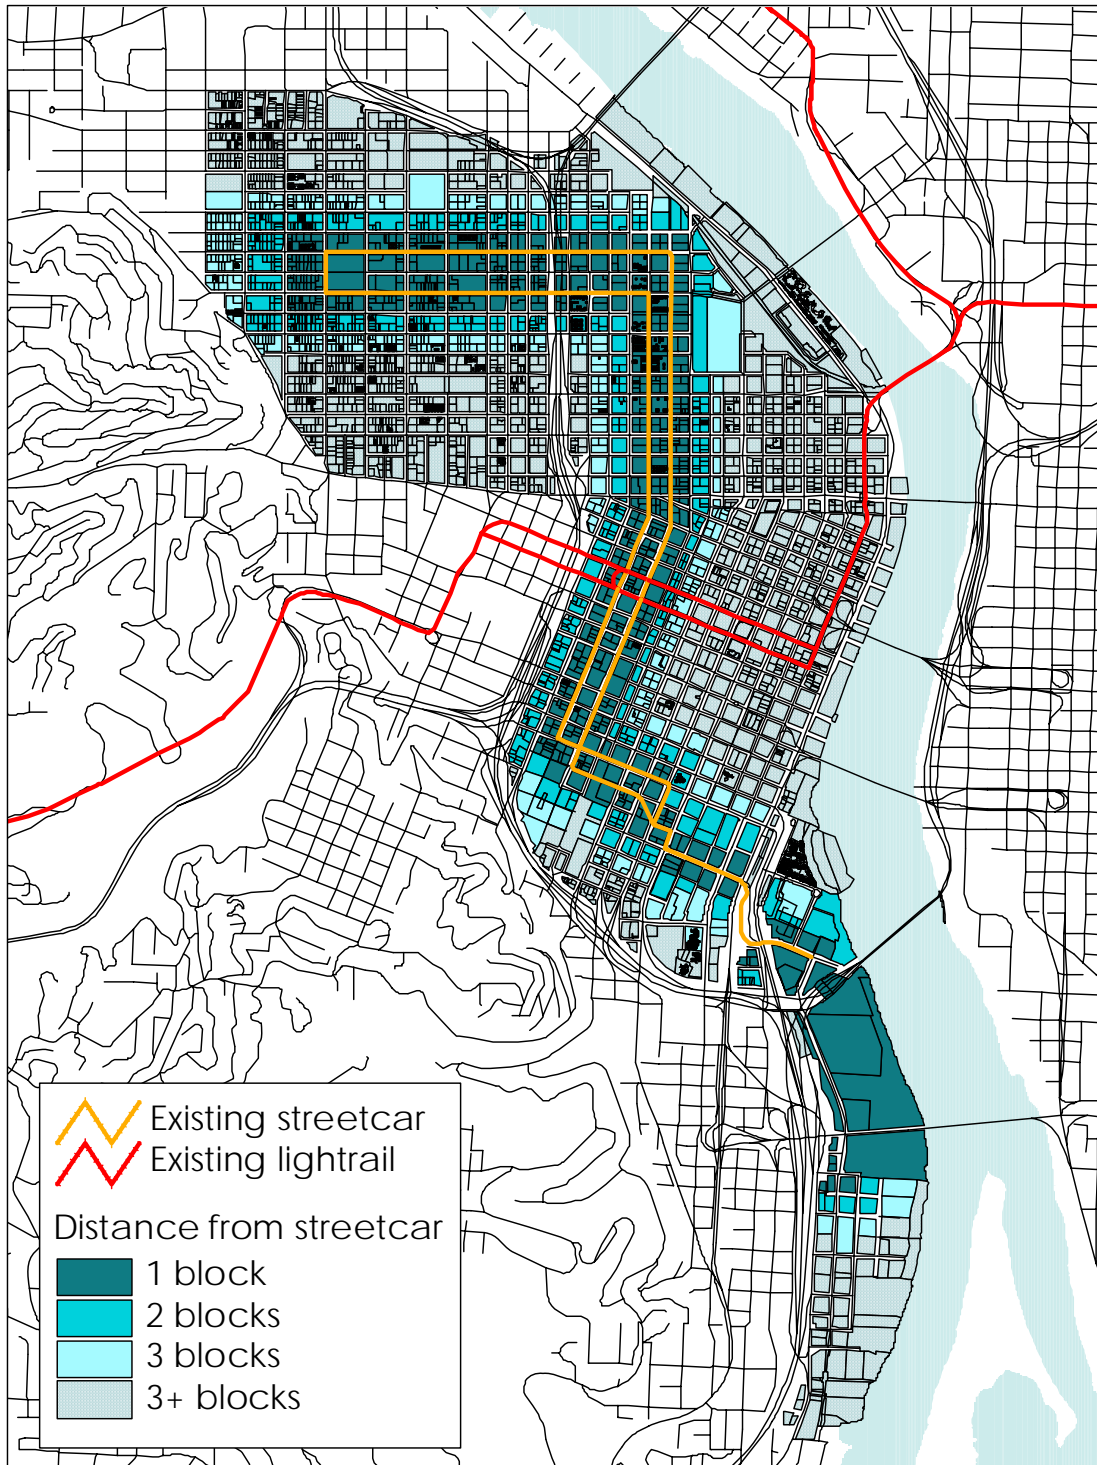 Existing streetcar
Existing lightrail
Distance from streetcar
1 block
2 blocks
3 blocks
3+ blocks